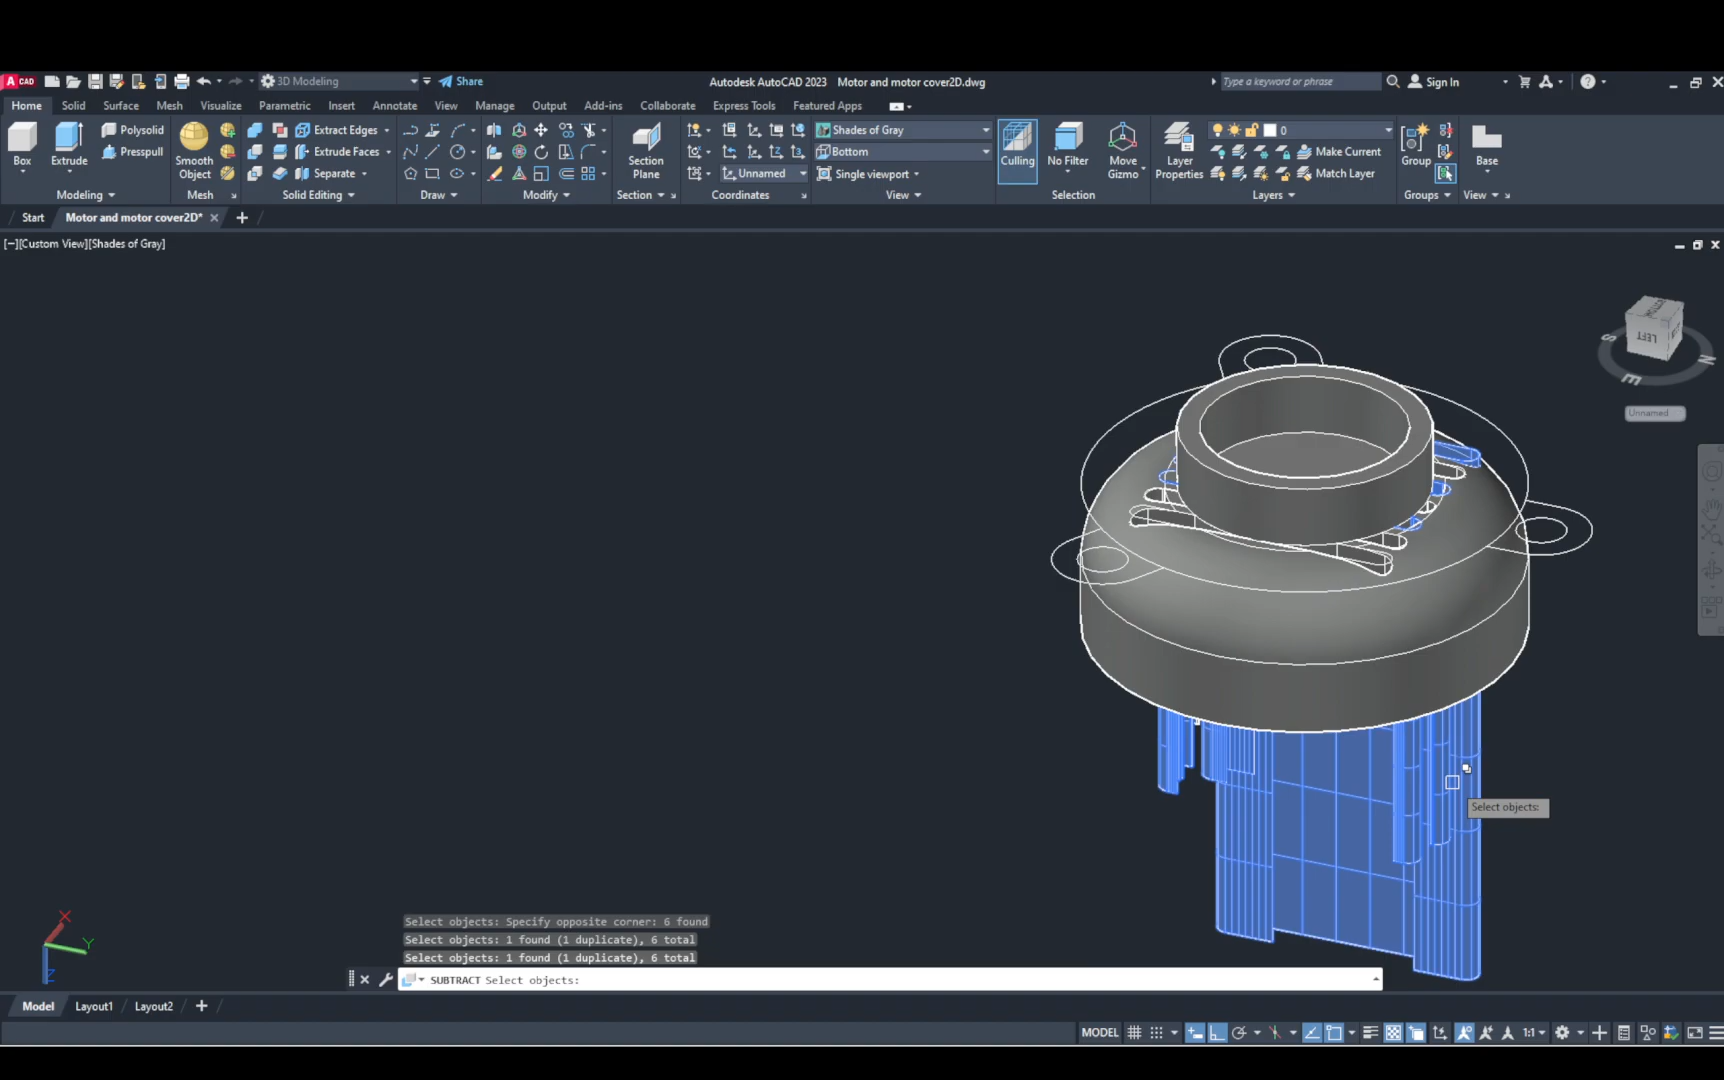 A CAD
3D Modeling
Share
Autodesk AutoCAD 2023 Motor and motor cover2D.dwg
Type a keyword or phrase
Sign In
Home Solid Surface Mesh Visualize Parametric Insert Annotate View Manage Output Add-ins Collaborate Express Tools Featured Apps
Box
Extrude
Polysolid
Presspull
Smooth Object
Extract Edges
Extrude Faces
Separate
Section Plane
Unnamed
Shades of Gray
Bottom
Single viewport
Culling
No Filter
Move Gizmo
Layer Properties
0
Make Current
Match Layer
Group
Base
Modeling Mesh Solid Editing Draw Modify Section Coordinates View Selection Layers Groups View
Start Motor and motor cover2D*
[−][Custom View][Shades of Gray]
BOTTOM
LEFT
S
N
E
Unnamed
Select objects:
X
Y
Z
Select objects: Specify opposite corner: 6 found
Select objects: 1 found (1 duplicate), 6 total
Select objects: 1 found (1 duplicate), 6 total
SUBTRACT Select objects:
Model Layout1 Layout2
MODEL
1:1